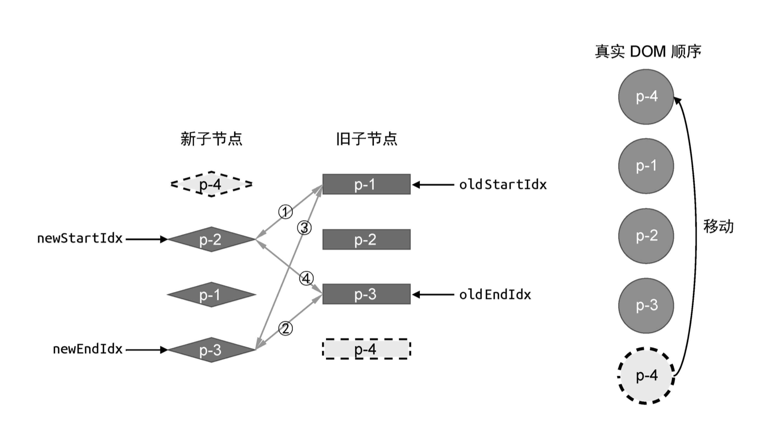 真实 DOM 顺序
p-4
新子节点
旧子节点
p-1
p-4
p-1
oldStartIdx
①
③
移动
newStartIdx
p-2
p-2
p-2
④
p-1
p-3
oldEndIdx
p-3
②
newEndIdx
p-3
p-4
p-4